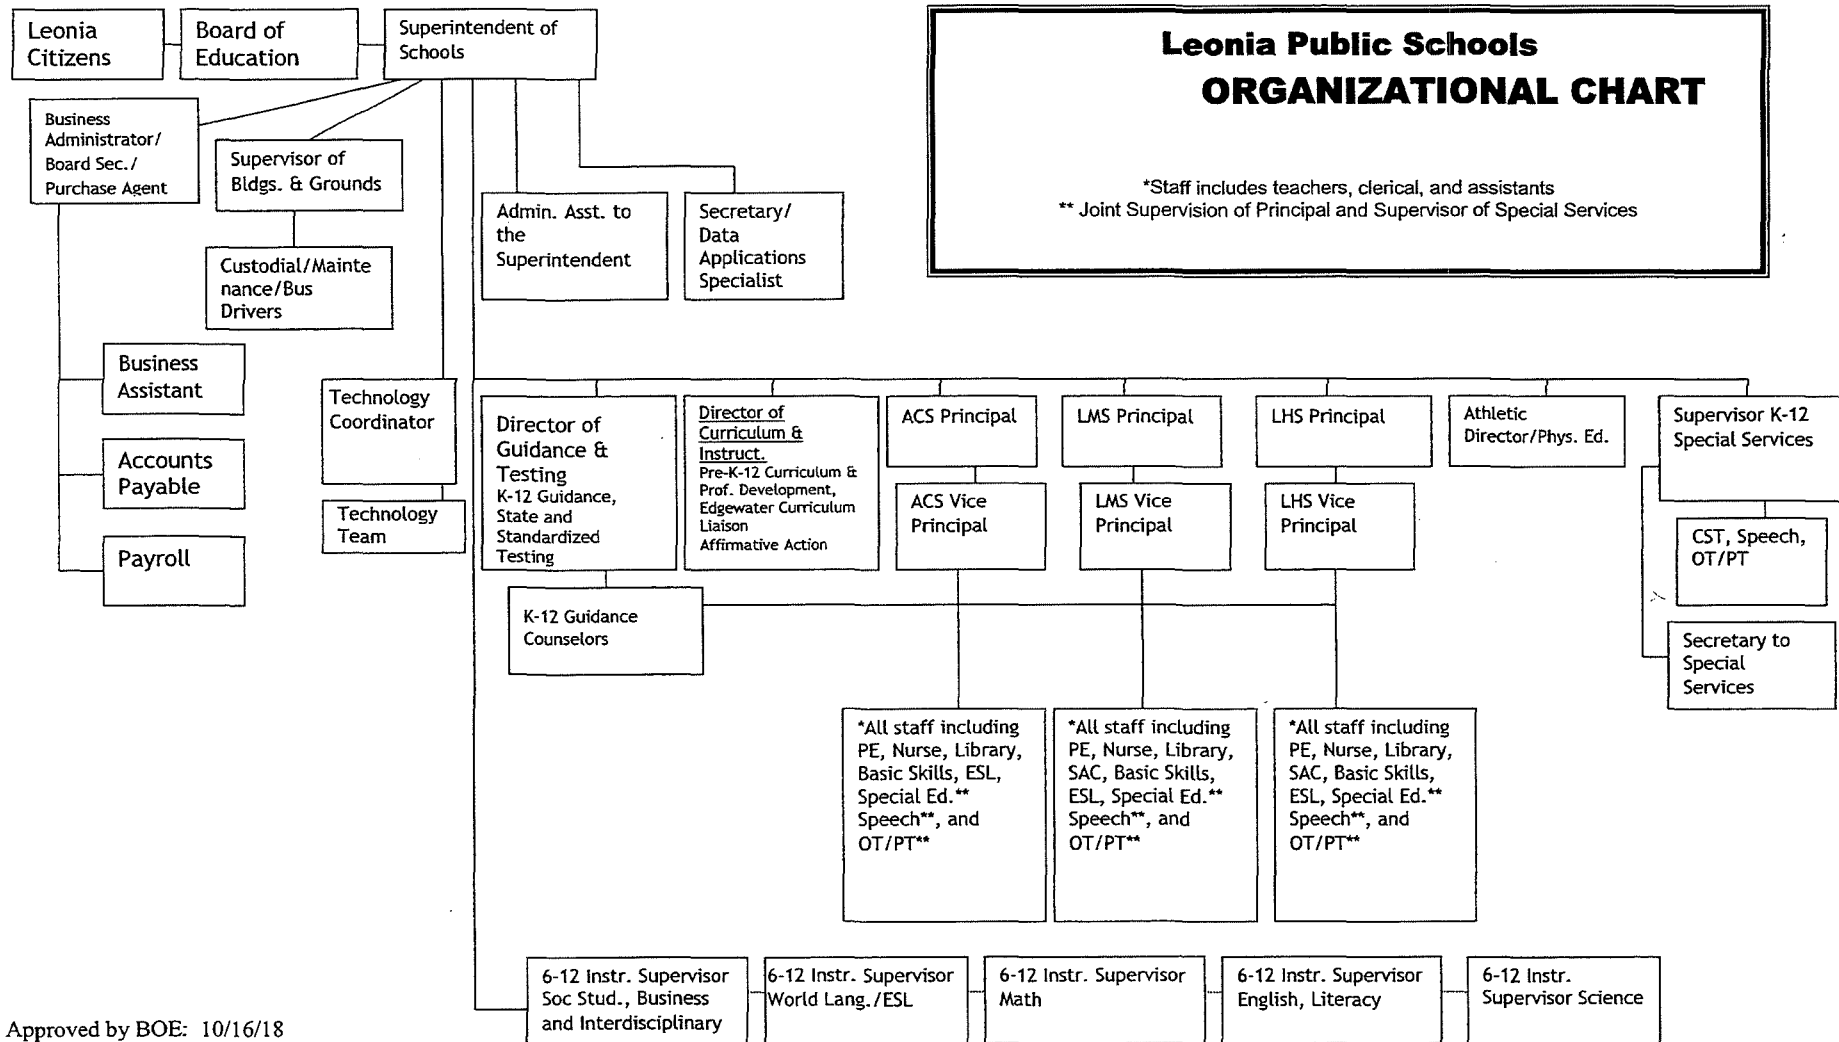 Leonia
Citizens
Board of
Education
Superintendent of
Schools
Leonia Public Schools
ORGANIZATIONAL CHART
*Staff includes teachers, clerical, and assistants
** Joint Supervision of Principal and Supervisor of Special Services
Business
Administrator/
Board Sec./
Purchase Agent
Supervisor of
Bldgs. & Grounds
Custodial/Mainte
nance/Bus
Drivers
Admin. Asst. to
the
Superintendent
Secretary/
Data
Applications
Specialist
Business
Assistant
Accounts
Payable
Payroll
Technology
Coordinator
Technology
Team
Director of
Guidance &
Testing
K-12 Guidance,
State and
Standardized
Testing
Director of
Curriculum &
Instruct.
Pre-K-12 Curriculum &
Prof. Development,
Edgewater Curriculum
Liaison
Affirmative Action
ACS Principal
LMS Principal
LHS Principal
Athletic
Director/Phys. Ed.
Supervisor K-12
Special Services
ACS Vice
Principal
LMS Vice
Principal
LHS Vice
Principal
CST, Speech,
OT/PT
K-12 Guidance
Counselors
Secretary to
Special
Services
*All staff including
PE, Nurse, Library,
Basic Skills, ESL,
Special Ed.**
Speech**, and
OT/PT**
*All staff including
PE, Nurse, Library,
SAC, Basic Skills,
ESL, Special Ed.**
Speech**, and
OT/PT**
*All staff including
PE, Nurse, Library,
SAC, Basic Skills,
ESL, Special Ed.**
Speech**, and
OT/PT**
6-12 Instr. Supervisor
Soc Stud., Business
and Interdisciplinary
6-12 Instr. Supervisor
World Lang./ESL
6-12 Instr. Supervisor
Math
6-12 Instr. Supervisor
English, Literacy
6-12 Instr.
Supervisor Science
Approved by BOE: 10/16/18